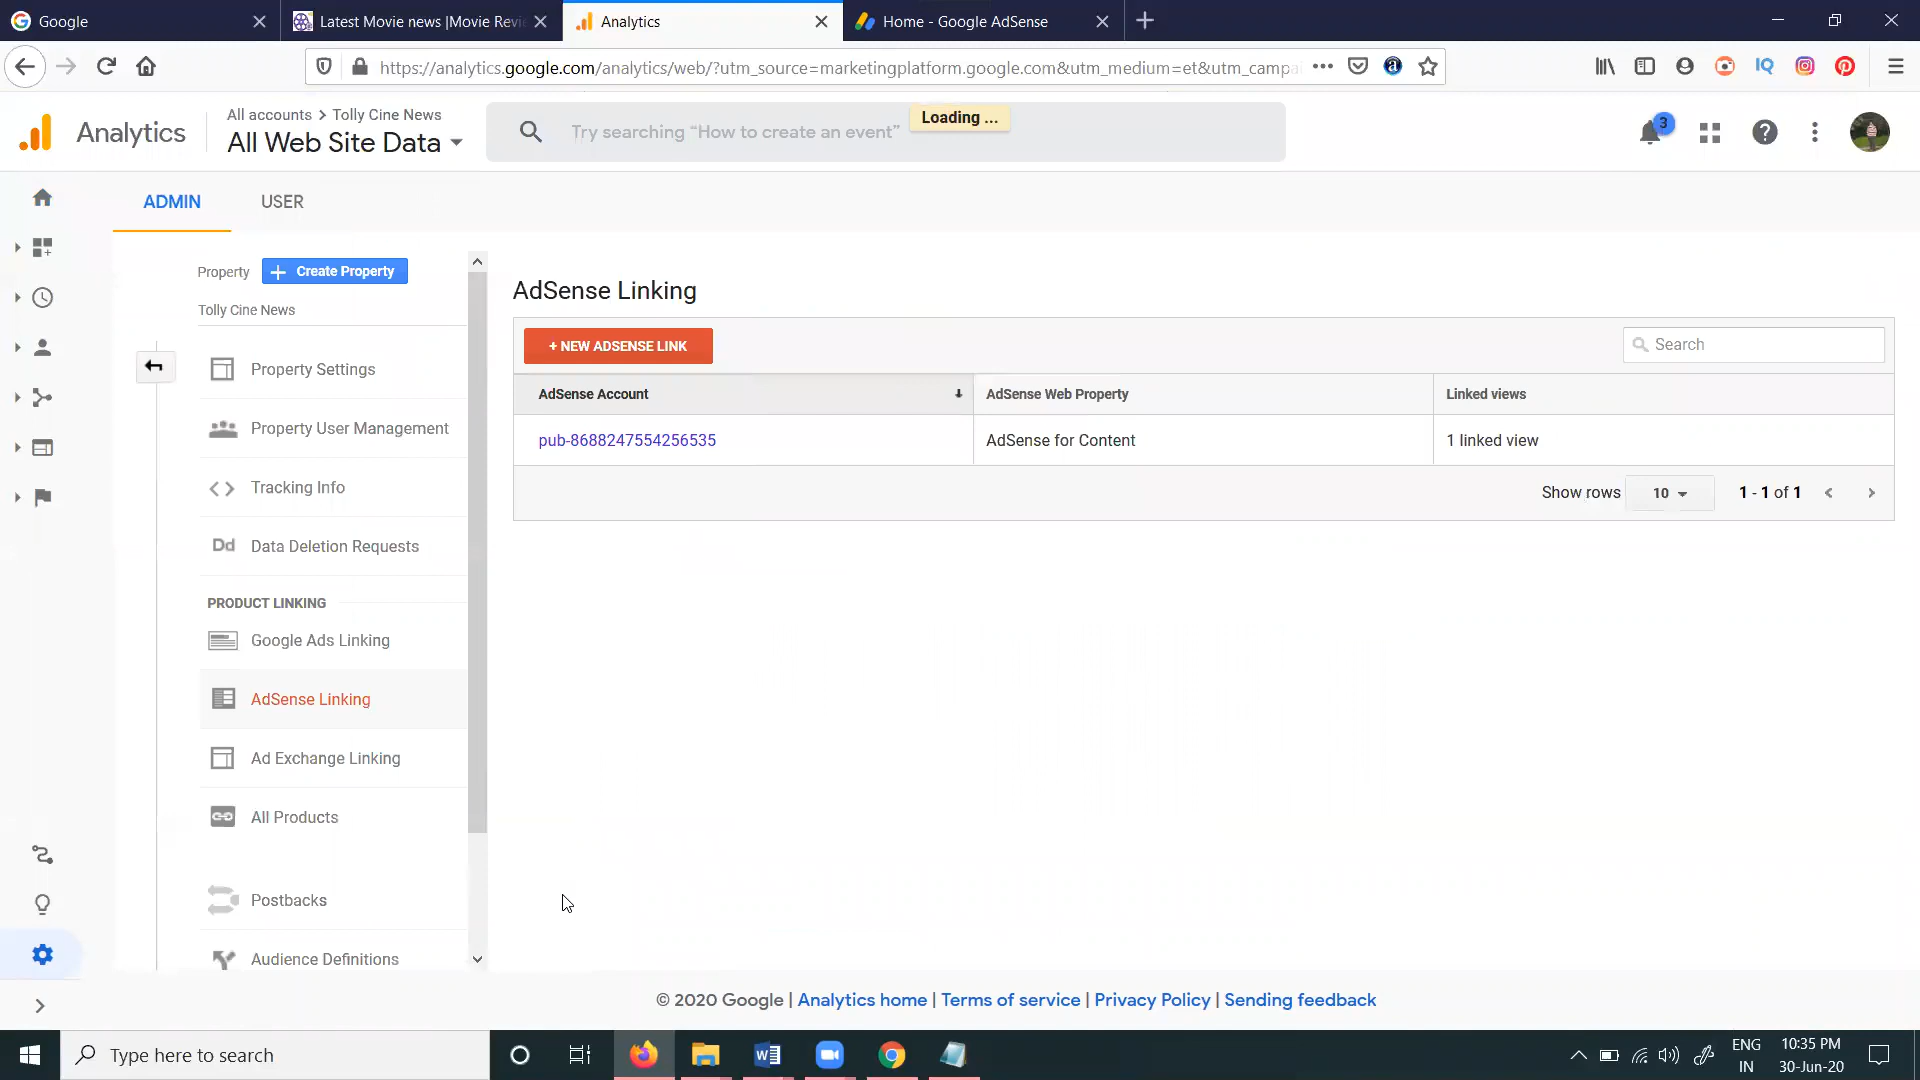 Google
Latest Movie news |Movie Revi
Analytics
Home - Google AdSense
https://analytics.google.com/analytics/web/?utm_source=marketingplatform.google.com&utm_medium=et&utm_campa
Analytics
All accounts > Tolly Cine News
All Web Site Data
Try searching “How to create an event”
Loading ...
3
ADMIN
USER
Property
+ Create Property
Tolly Cine News
Property Settings
Property User Management
Tracking Info
Dd Data Deletion Requests
PRODUCT LINKING
Google Ads Linking
AdSense Linking
Ad Exchange Linking
All Products
Postbacks
Audience Definitions
AdSense Linking
+ NEW ADSENSE LINK
Search
AdSense Account
AdSense Web Property
Linked views
pub-8688247554256535
AdSense for Content
1 linked view
Show rows 10 1 - 1 of 1
© 2020 Google | Analytics home | Terms of service | Privacy Policy | Sending feedback
Type here to search
ENG
IN
10:35 PM
30-Jun-20